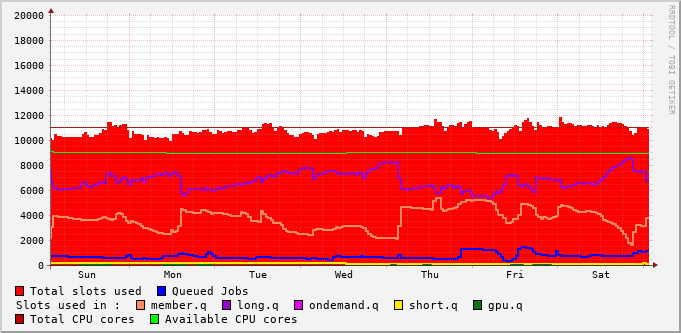 20000
18000
16000
14000
12000
10000
8000
6000
4000
2000
0
Sun Mon Tue Wed Thu Fri Sat
Total slots used Queued Jobs
Slots used in : member.q long.q ondemand.q short.q gpu.q
Total CPU cores Available CPU cores
RRDTOOL / TOBI OETIKER